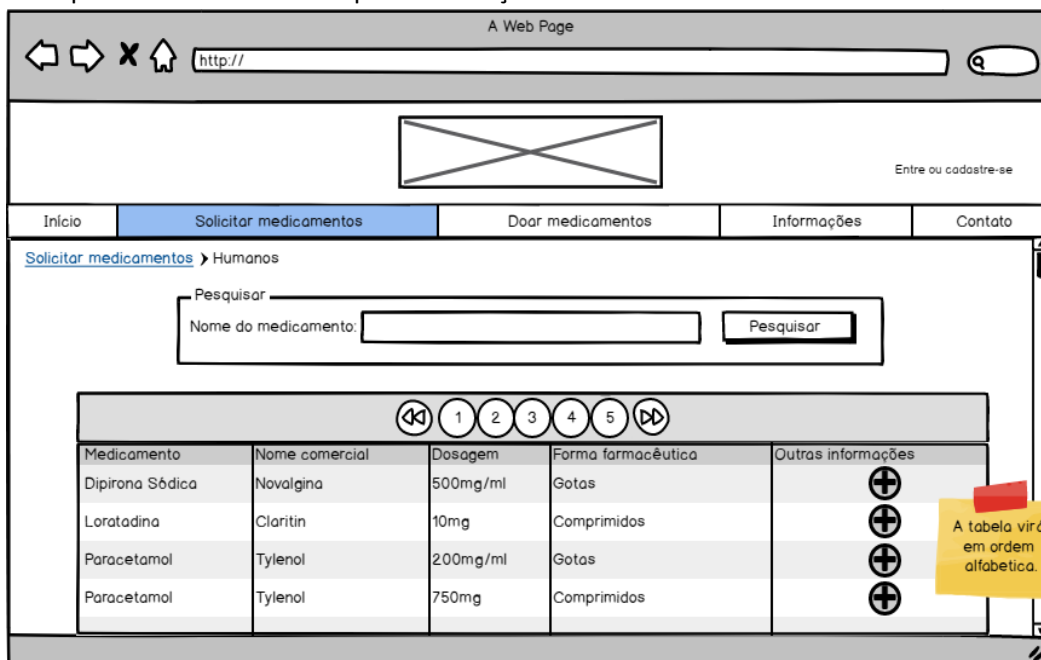 A Web Page
http://
Entre ou cadastre-se
Início Solicitar medicamentos Doar medicamentos Informações Contato
Solicitar medicamentos Humanos
Pesquisar
Nome do medicamento: Pesquisar
1 2 3 4 5
Medicamento Nome comercial Dosagem Forma farmacêutica Outras informações
Dipirona Sódica Novalgina 500mg/ml Gotas
Loratadina Claritin 10mg Comprimidos
Paracetamol Tylenol 200mg/ml Gotas
Paracetamol Tylenol 750mg Comprimidos
A tabela virá
em ordem
alfabetica.